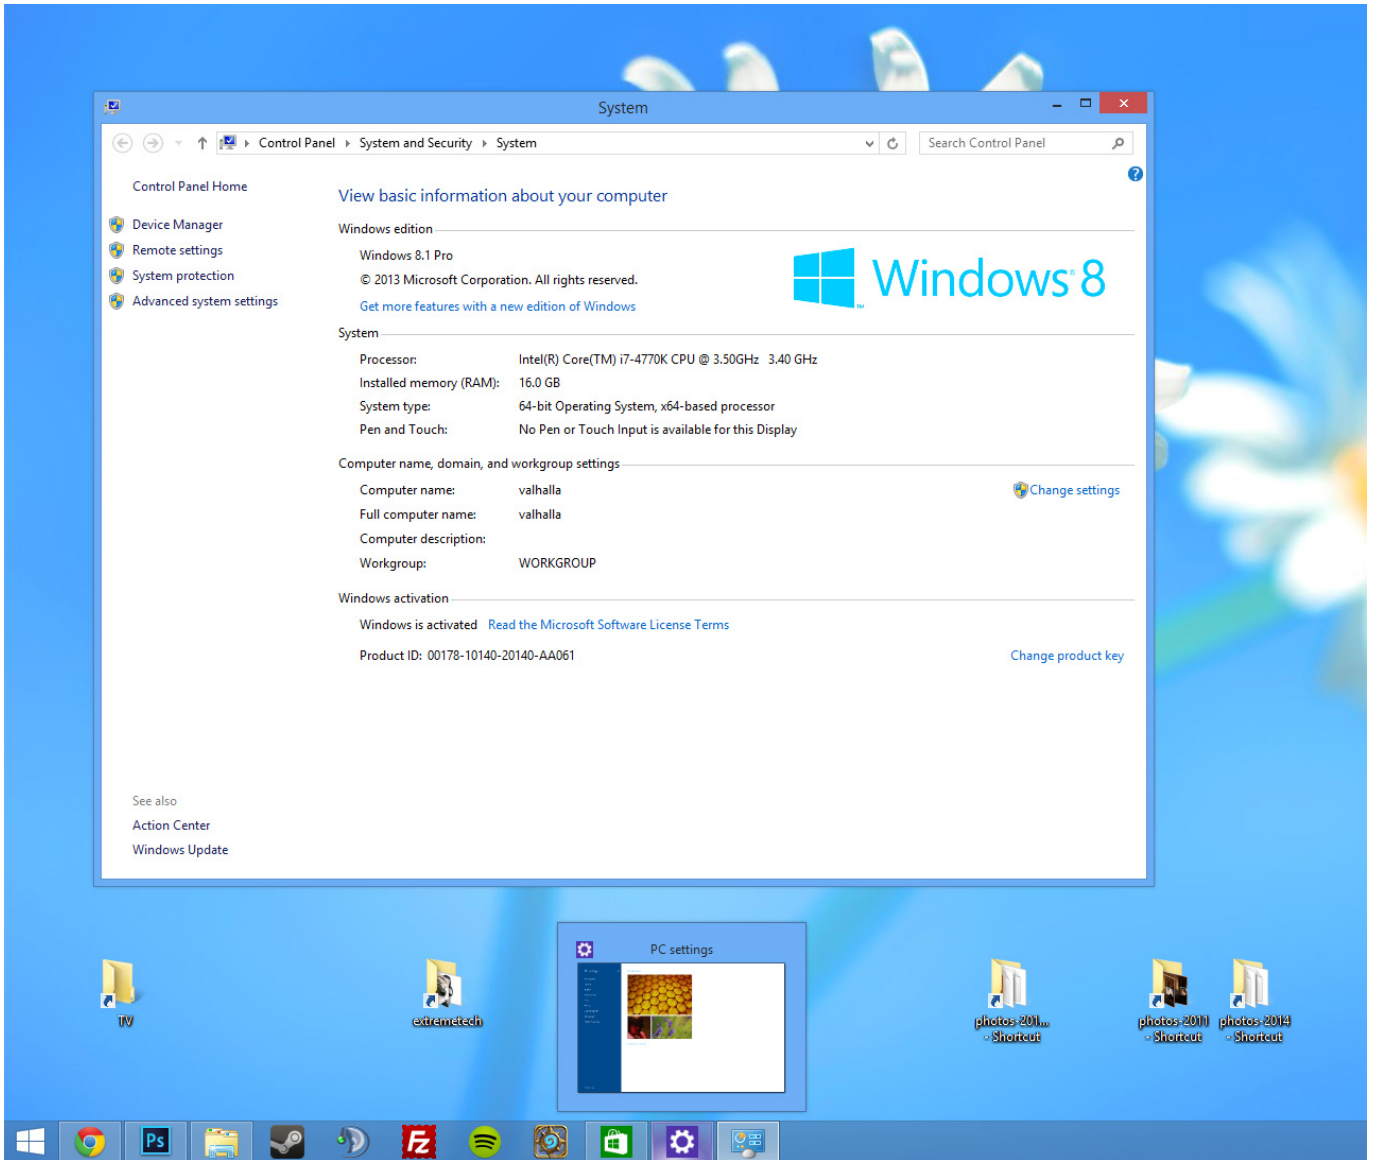 System
Control Panel System and Security System
Search Control Panel
Control Panel Home
Device Manager
Remote settings
System protection
Advanced system settings
View basic information about your computer
Windows edition
Windows 8.1 Pro
© 2013 Microsoft Corporation. All rights reserved.
Get more features with a new edition of Windows
Windows 8
System
Processor: Intel(R) Core(TM) i7-4770K CPU @ 3.50GHz 3.40 GHz
Installed memory (RAM): 16.0 GB
System type: 64-bit Operating System, x64-based processor
Pen and Touch: No Pen or Touch Input is available for this Display
Computer name, domain, and workgroup settings
Computer name: valhalla Change settings
Full computer name: valhalla
Computer description:
Workgroup: WORKGROUP
Windows activation
Windows is activated Read the Microsoft Software License Terms
Product ID: 00178-10140-20140-AA061 Change product key
See also
Action Center
Windows Update
PC settings
TV
extremetech
photos-201...
- Shortcut
photos-2011
- Shortcut
photos-2014
- Shortcut
Ps
Fz